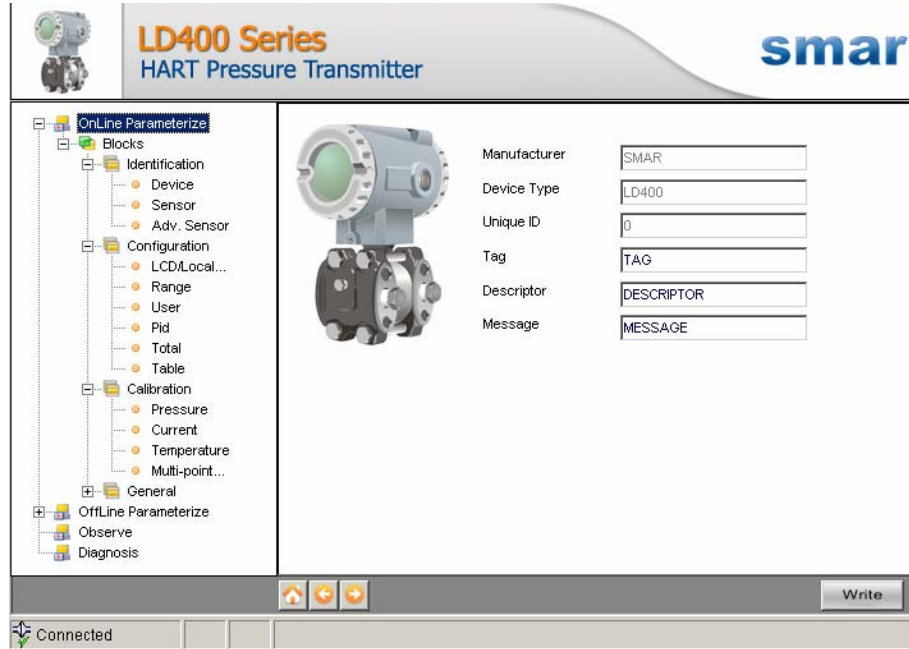 LD400 Series
HART Pressure Transmitter
smar
OnLine Parameterize
Blocks
Identification
Device
Sensor
Adv. Sensor
Configuration
LCD/Local...
Range
User
Pid
Total
Table
Calibration
Pressure
Current
Temperature
Multi-point...
General
OffLine Parameterize
Observe
Diagnosis
Manufacturer SMAR
Device Type LD400
Unique ID 0
Tag TAG
Descriptor DESCRIPTOR
Message MESSAGE
Write
Connected